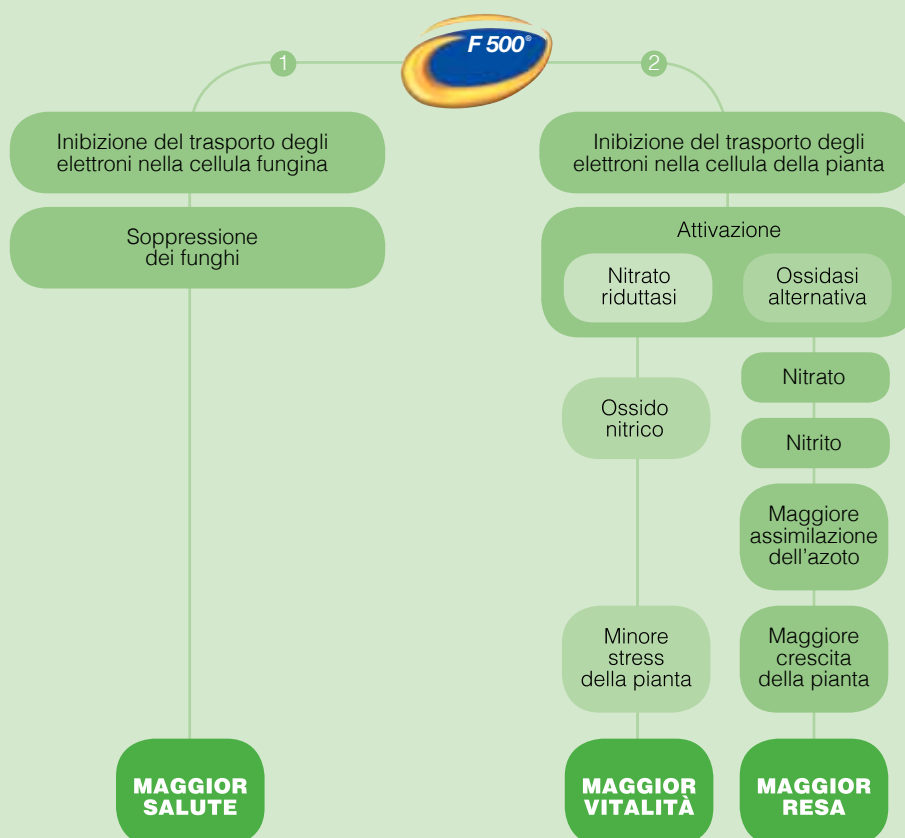 F 500®
1
2
Inibizione del trasporto degli
elettroni nella cellula fungina
Soppressione
dei funghi
MAGGIOR
SALUTE
Inibizione del trasporto degli
elettroni nella cellula della pianta
Attivazione
Nitrato
riduttasi
Ossido
nitrico
Minore
stress
della pianta
MAGGIOR
VITALITÀ
Ossidasi
alternativa
Nitrato
Nitrito
Maggiore
assimilazione
dell'azoto
Maggiore
crescita
della pianta
MAGGIOR
RESA